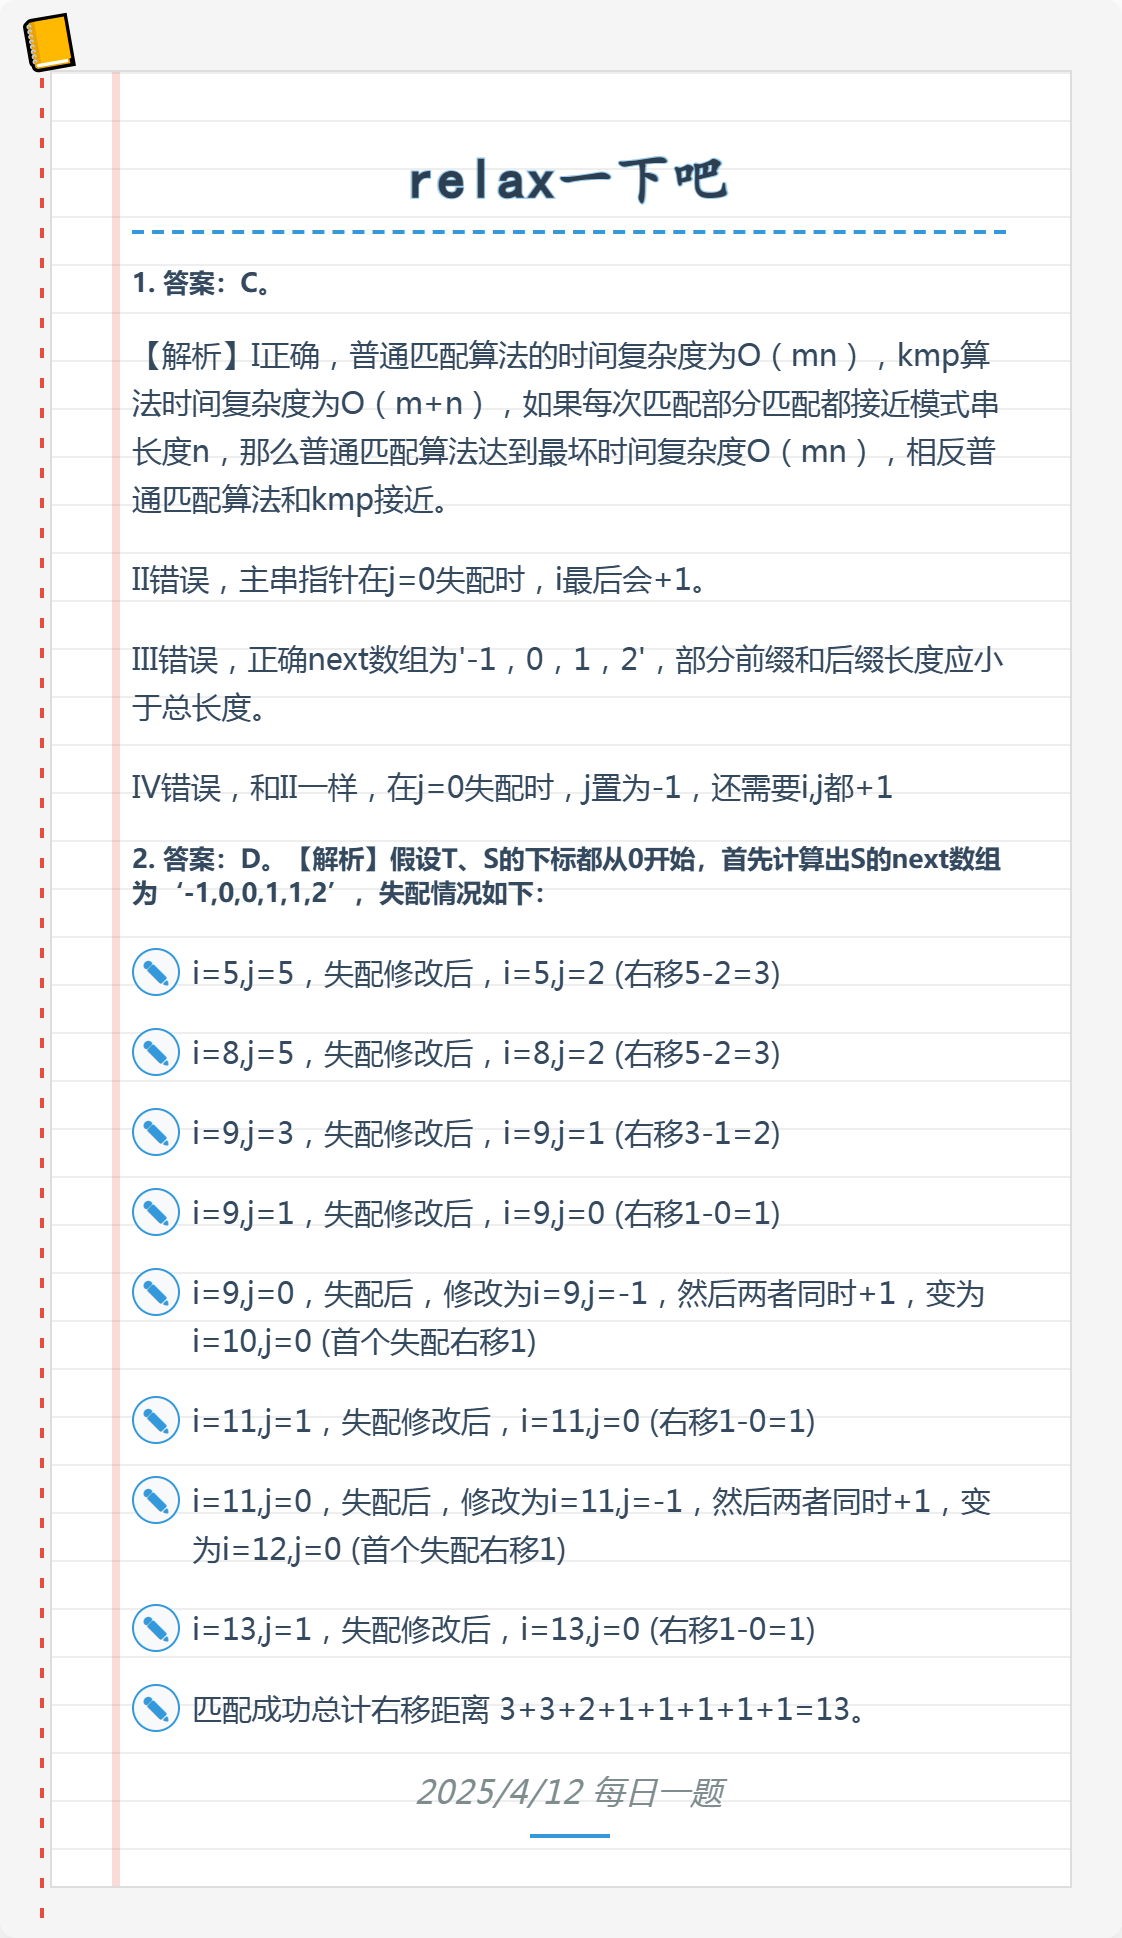 relax一下吧
1. 答案：C。
【解析】I正确，普通匹配算法的时间复杂度为O（mn），kmp算
法时间复杂度为O（m+n），如果每次匹配部分匹配都接近模式串
长度n，那么普通匹配算法达到最坏时间复杂度O（mn），相反普
通匹配算法和kmp接近。
II错误，主串指针在j=0失配时，i最后会+1。
III错误，正确next数组为'-1，0，1，2'，部分前缀和后缀长度应小
于总长度。
IV错误，和II一样，在j=0失配时，j置为-1，还需要i,j都+1
2. 答案：D。【解析】假设T、S的下标都从0开始，首先计算出S的next数组
为‘-1,0,0,1,1,2’，失配情况如下：
i=5,j=5，失配修改后，i=5,j=2 (右移5-2=3)
i=8,j=5，失配修改后，i=8,j=2 (右移5-2=3)
i=9,j=3，失配修改后，i=9,j=1 (右移3-1=2)
i=9,j=1，失配修改后，i=9,j=0 (右移1-0=1)
i=9,j=0，失配后，修改为i=9,j=-1，然后两者同时+1，变为
i=10,j=0 (首个失配右移1)
i=11,j=1，失配修改后，i=11,j=0 (右移1-0=1)
i=11,j=0，失配后，修改为i=11,j=-1，然后两者同时+1，变
为i=12,j=0 (首个失配右移1)
i=13,j=1，失配修改后，i=13,j=0 (右移1-0=1)
匹配成功总计右移距离 3+3+2+1+1+1+1+1=13。
2025/4/12 每日一题